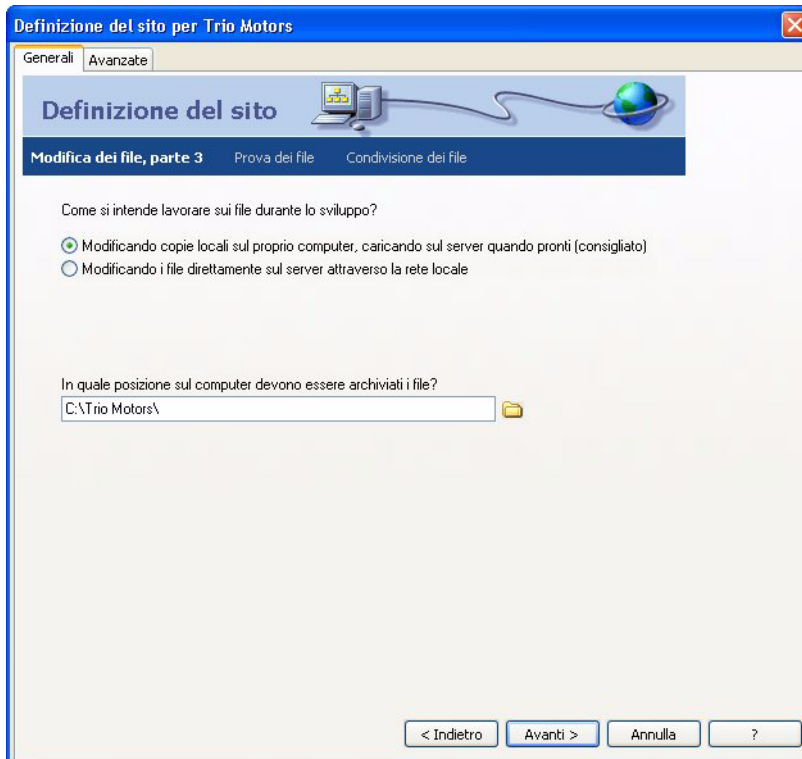 Definizione del sito per Trio Motors
Generali Avanzate
Definizione del sito
Modifica dei file, parte 3 Prova dei file Condivisione dei file
Come si intende lavorare sui file durante lo sviluppo?
Modificando copie locali sul proprio computer, caricando sul server quando pronti (consigliato)
Modificando i file direttamente sul server attraverso la rete locale
In quale posizione sul computer devono essere archiviati i file?
C:\Trio Motors\
< Indietro Avanti > Annulla ?